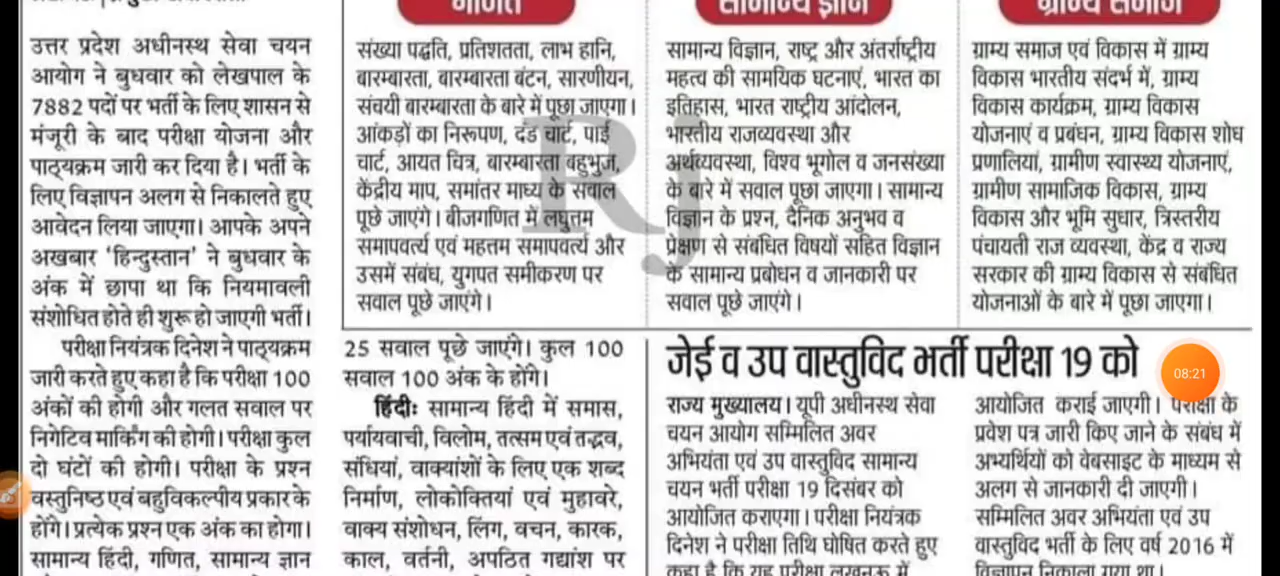 गणित
सामान्य ज्ञान
ग्राम्य समाज
उत्तर प्रदेश अधीनस्थ सेवा चयन
आयोग ने बुधवार को लेखपाल के
7882 पदों पर भर्ती के लिए शासन से
मंजूरी के बाद परीक्षा योजना और
पाठ्यक्रम जारी कर दिया है। भर्ती के
लिए विज्ञापन अलग से निकालते हुए
आवेदन लिया जाएगा। आपके अपने
अखबार ‘हिन्दुस्तान’ ने बुधवार के
अंक में छापा था कि नियमावली
संशोधित होते ही शुरू हो जाएगी भर्ती।
परीक्षा नियंत्रक दिनेश ने पाठ्यक्रम
जारी करते हुए कहा है कि परीक्षा 100
अंकों की होगी और गलत सवाल पर
निगेटिव मार्किंग की होगी। परीक्षा कुल
दो घंटों की होगी। परीक्षा के प्रश्न
वस्तुनिष्ठ एवं बहुविकल्पीय प्रकार के
होंगे। प्रत्येक प्रश्न एक अंक का होगा।
सामान्य हिंदी, गणित, सामान्य ज्ञान
संख्या पद्धति, प्रतिशतता, लाभ हानि,
बारम्बारता, बारम्बारता बंटन, सारणीयन,
संचयी बारम्बारता के बारे में पूछा जाएगा।
आंकड़ों का निरूपण, दंड चार्ट, पाई
चार्ट, आयत चित्र, बारम्बारता बहुभुज,
केंद्रीय माप, समांतर माध्य के सवाल
पूछे जाएंगे। बीजगणित में लघुत्तम
समापवर्त्य एवं महत्तम समापवर्त्य और
उसमें संबंध, युगपत समीकरण पर
सवाल पूछे जाएंगे।
सामान्य विज्ञान, राष्ट्र और अंतर्राष्ट्रीय
महत्व की सामयिक घटनाएं, भारत का
इतिहास, भारत राष्ट्रीय आंदोलन,
भारतीय राजव्यवस्था और
अर्थव्यवस्था, विश्व भूगोल व जनसंख्या
के बारे में सवाल पूछा जाएगा। सामान्य
विज्ञान के प्रश्न, दैनिक अनुभव व
प्रेक्षण से संबधित विषयों सहित विज्ञान
के सामान्य प्रबोधन व जानकारी पर
सवाल पूछे जाएंगे।
ग्राम्य समाज एवं विकास में ग्राम्य
विकास भारतीय संदर्भ में, ग्राम्य
विकास कार्यक्रम, ग्राम्य विकास
योजनाएं व प्रबंधन, ग्राम्य विकास शोध
प्रणालियां, ग्रामीण स्वास्थ्य योजनाएं,
ग्रामीण सामाजिक विकास, ग्राम्य
विकास और भूमि सुधार, त्रिस्तरीय
पंचायती राज व्यवस्था, केंद्र व राज्य
सरकार की ग्राम्य विकास से संबंधित
योजनाओं के बारे में पूछा जाएगा।
RJ
25 सवाल पूछे जाएंगे। कुल 100
सवाल 100 अंक के होंगे।
हिंदीः सामान्य हिंदी में समास,
पर्यायवाची, विलोम, तत्सम एवं तद्भव,
संधियां, वाक्यांशों के लिए एक शब्द
निर्माण, लोकोक्तियां एवं मुहावरे,
वाक्य संशोधन, लिंग, वचन, कारक,
काल, वर्तनी, अपठित गद्यांश पर
जेई व उप वास्तुविद भर्ती परीक्षा 19 को
08:21
राज्य मुख्यालय। यूपी अधीनस्थ सेवा
चयन आयोग सम्मिलित अवर
अभियंता एवं उप वास्तुविद सामान्य
चयन भर्ती परीक्षा 19 दिसंबर को
आयोजित कराएगा। परीक्षा नियंत्रक
दिनेश ने परीक्षा तिथि घोषित करते हुए
कहा है कि यह परीक्षा लखनऊ में
आयोजित कराई जाएगी। परीक्षा के
प्रवेश पत्र जारी किए जाने के संबंध में
अभ्यर्थियों को वेबसाइट के माध्यम से
अलग से जानकारी दी जाएगी।
सम्मिलित अवर अभियंता एवं उप
वास्तुविद भर्ती के लिए वर्ष 2016 में
विज्ञापन निकाला गया था।